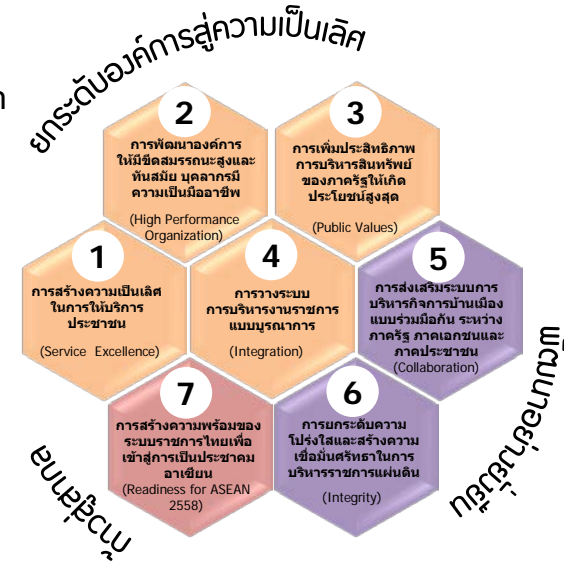 ยกระดับองค์การสู่ความเป็นเลิศ
2
การพัฒนาองค์การ
ให้มีขีดสมรรถนะสูงและ
ทันสมัย บุคลากรมี
ความเป็นมืออาชีพ
(High Performance
Organization)
3
การเพิ่มประสิทธิภาพ
การบริหารสินทรัพย์
ของภาครัฐให้เกิด
ประโยชน์สูงสุด
(Public Values)
1
การสร้างความเป็นเลิศ
ในการให้บริการ
ประชาชน
(Service Excellence)
4
การวางระบบ
การบริหารงานราชการ
แบบบูรณาการ
(Integration)
5
การส่งเสริมระบบการ
บริหารกิจการบ้านเมือง
แบบร่วมมือกัน ระหว่าง
ภาครัฐ ภาคเอกชนและ
ภาคประชาชน
(Collaboration)
7
การสร้างความพร้อมของ
ระบบราชการไทยเพื่อ
เข้าสู่การเป็นประชาคม
อาเซียน
(Readiness for ASEAN
2558)
6
การยกระดับความ
โปร่งใสและสร้างความ
เชื่อมั่นศรัทธาในการ
บริหารราชการแผ่นดิน
(Integrity)
พัฒนาอย่างยั่งยืน
ก้าวสู่สากล